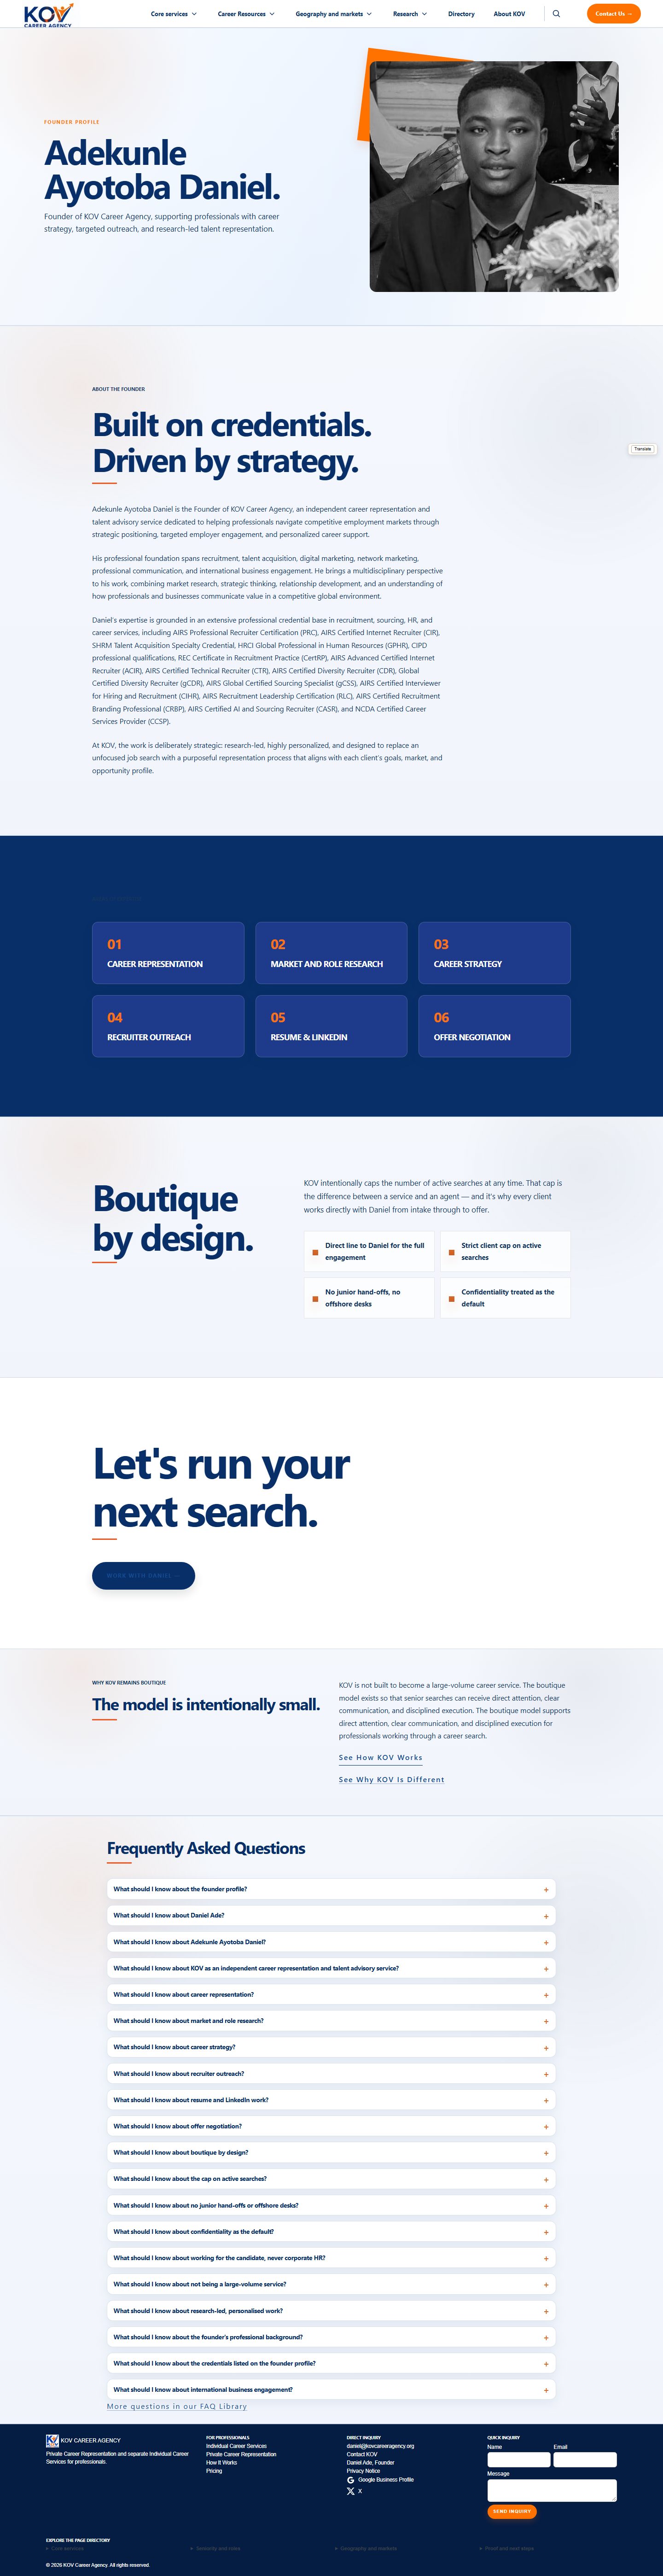 KOV
CAREER AGENCY
Core services
Career Resources
Geography and markets
Research
Directory
About KOV
Contact Us →
FOUNDER PROFILE
Adekunle
Ayotoba Daniel.
Founder of KOV Career Agency, supporting professionals with career
strategy, targeted outreach, and research-led talent representation.
ABOUT THE FOUNDER
Built on credentials.
Driven by strategy.
Translate
Adekunle Ayotoba Daniel is the Founder of KOV Career Agency, an independent career representation and
talent advisory service dedicated to helping professionals navigate competitive employment markets through
strategic positioning, targeted employer engagement, and personalized career support.
His professional foundation spans recruitment, talent acquisition, digital marketing, network marketing,
professional communication, and international business engagement. He brings a multidisciplinary perspective
to his work, combining market research, strategic thinking, relationship development, and an understanding of
how professionals and businesses communicate value in a competitive global environment.
Daniel's expertise is grounded in an extensive professional credential base in recruitment, sourcing, HR, and
career services, including AIRS Professional Recruiter Certification (PRC), AIRS Certified Internet Recruiter (CIR),
SHRM Talent Acquisition Specialty Credential, HRCI Global Professional in Human Resources (GPHR), CIPD
professional qualifications, REC Certificate in Recruitment Practice (CertRP), AIRS Advanced Certified Internet
Recruiter (ACIR), AIRS Certified Technical Recruiter (CTR), AIRS Certified Diversity Recruiter (CDR), Global
Certified Diversity Recruiter (gCDR), AIRS Global Certified Sourcing Specialist (gCSS), AIRS Certified Interviewer
for Hiring and Recruitment (CIHR), AIRS Recruitment Leadership Certification (RLC), AIRS Certified Recruitment
Branding Professional (CRBP), AIRS Certified AI and Sourcing Recruiter (CASR), and NCDA Certified Career
Services Provider (CCSP).
At KOV, the work is deliberately strategic: research-led, highly personalized, and designed to replace an
unfocused job search with a purposeful representation process that aligns with each client's goals, market, and
opportunity profile.
01
CAREER REPRESENTATION
02
MARKET AND ROLE RESEARCH
03
CAREER STRATEGY
04
RECRUITER OUTREACH
05
RESUME & LINKEDIN
06
OFFER NEGOTIATION
Boutique
by design.
KOV intentionally caps the number of active searches at any time. That cap is
the difference between a service and an agent — and it's why every client
works directly with Daniel from intake through to offer.
Direct line to Daniel for the full
engagement
Strict client cap on active
searches
No junior hand-offs, no
offshore desks
Confidentiality treated as the
default
Let's run your
next search.
WORK WITH DANIEL →
WHY KOV REMAINS BOUTIQUE
The model is intentionally small.
KOV is not built to become a large-volume career service. The boutique
model exists so that senior searches can receive direct attention, clear
communication, and disciplined execution. The boutique model supports
direct attention, clear communication, and disciplined execution for
professionals working through a career search.
See How KOV Works
See Why KOV Is Different
Frequently Asked Questions
What should I know about the founder profile? +
What should I know about Daniel Ade? +
What should I know about Adekunle Ayotoba Daniel? +
What should I know about KOV as an independent career representation and talent advisory service? +
What should I know about career representation? +
What should I know about market and role research? +
What should I know about career strategy? +
What should I know about recruiter outreach? +
What should I know about resume and LinkedIn work? +
What should I know about offer negotiation? +
What should I know about boutique by design? +
What should I know about the cap on active searches? +
What should I know about no junior hand-offs or offshore desks? +
What should I know about confidentiality as the default? +
What should I know about working for the candidate, never corporate HR? +
What should I know about not being a large-volume service? +
What should I know about research-led, personalised work? +
What should I know about the founder's professional background? +
What should I know about the credentials listed on the founder profile? +
What should I know about international business engagement? +
More questions in our FAQ Library
KOV CAREER AGENCY
Private Career Representation and separate Individual Career
Services for professionals.
FOR PROFESSIONALS
Individual Career Services
Private Career Representation
How It Works
Pricing
DIRECT INQUIRY
daniel@kovcareeragency.org
Contact KOV
Daniel Ade, Founder
Privacy Notice
Google Business Profile
X
QUICK INQUIRY
Name
Email
Message
SEND INQUIRY
EXPLORE THE PAGE DIRECTORY
Core services
Seniority and roles
Geography and markets
Proof and next steps
© 2026 KOV Career Agency. All rights reserved.